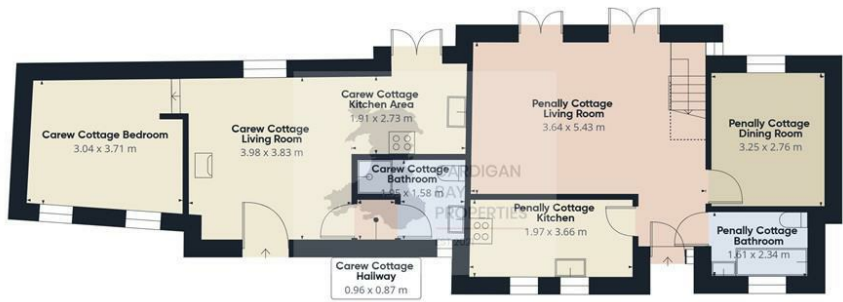 Carew Cottage Bedroom
3.04 x 3.71 m
Carew Cottage
Living Room
3.98 x 3.83 m
Carew Cottage
Kitchen Area
1.91 x 2.73 m
Carew Cottage
Bathroom
1.95 x 1.58 m
Carew Cottage
Hallway
0.96 x 0.87 m
Penally Cottage
Living Room
3.64 x 5.43 m
Penally Cottage
Kitchen
1.97 x 3.66 m
Penally Cottage
Dining Room
3.25 x 2.76 m
Penally Cottage
Bathroom
1.61 x 2.34 m
CARDIGAN
BAY
PROPERTIES